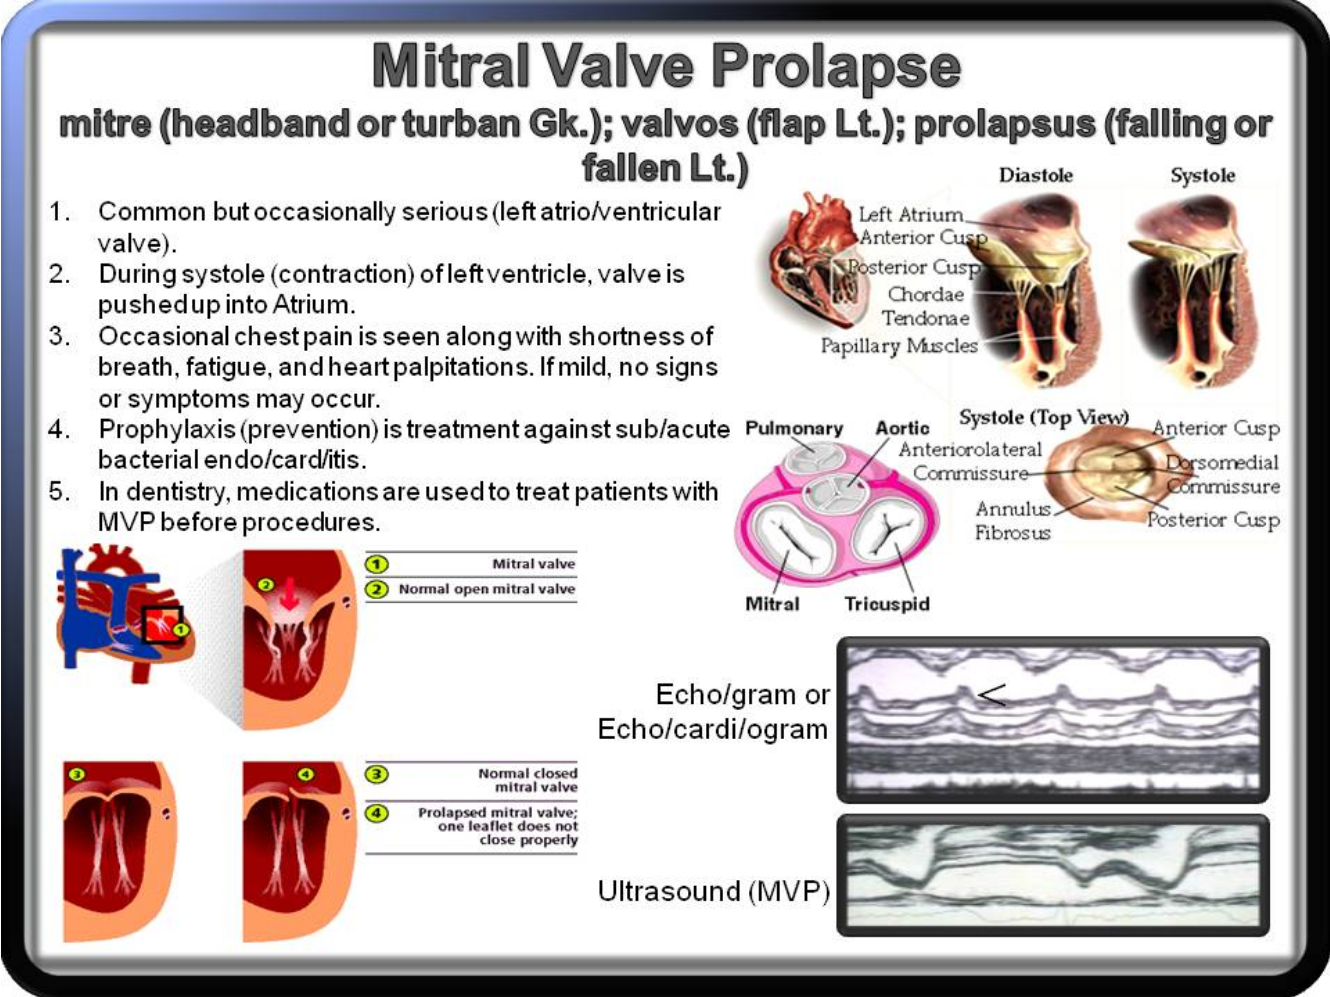 Mitral Valve Prolapse
mitre (headband or turban Gk.); valvos (flap Lt.); prolapsus (falling or
fallen Lt.)
1. Common but occasionally serious (left atrio/ventricular
valve).
2. During systole (contraction) of left ventricle, valve is
pushed up into Atrium.
3. Occasional chest pain is seen along with shortness of
breath, fatigue, and heart palpitations. If mild, no signs
or symptoms may occur.
4. Prophylaxis (prevention) is treatment against sub/acute
bacterial endo/card/itis.
5. In dentistry, medications are used to treat patients with
MVP before procedures.
Diastole
Systole
Left Atrium
Anterior Cusp
Posterior Cusp
Chordae
Tendonae
Papillary Muscles
Systole (Top View)
Anterior Cusp
Anteriorolateral
Commissure
Dorsomedial
Commissure
Annulus
Fibrosus
Posterior Cusp
Pulmonary
Aortic
Mitral
Tricuspid
1
2
1 Mitral valve
2 Normal open mitral valve
3
4
3 Normal closed
mitral valve
4 Prolapsed mitral valve;
one leaflet does not
close properly
Echo/gram or
Echo/cardi/ogram
<
Ultrasound (MVP)